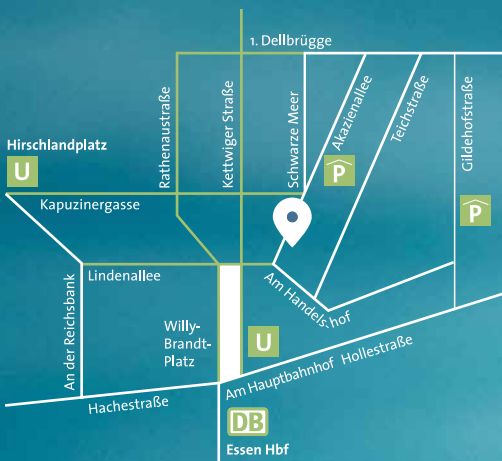 1. Dellbrügge
Rathenaustraße
Kettwiger Straße
Schwarze Meer
Akazienallee
Teichstraße
Gildehofstraße
Hirschlandplatz
U
P
P
Kapuzinergasse
Lindenallee
An der Reichsbank
Am Handelshof
Willy-
Brandt-
Platz
U
Am Hauptbahnhof
Hollestraße
Hachestraße
DB
Essen Hbf